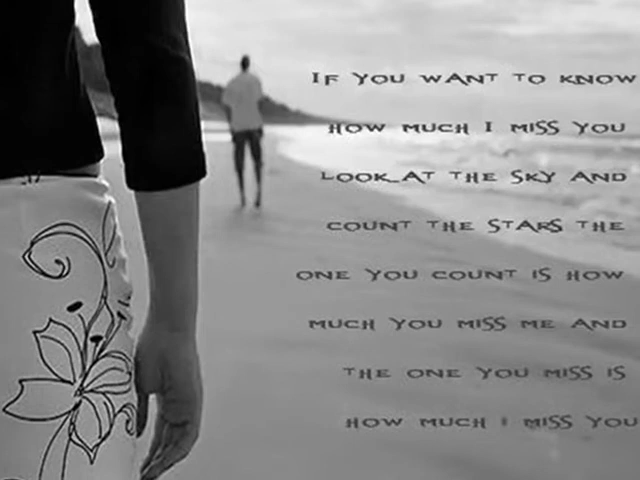 If you want to know
how much I miss you
look at the sky and
count the stars the
one you count is how
much you miss me and
the one you miss is
how much I miss you